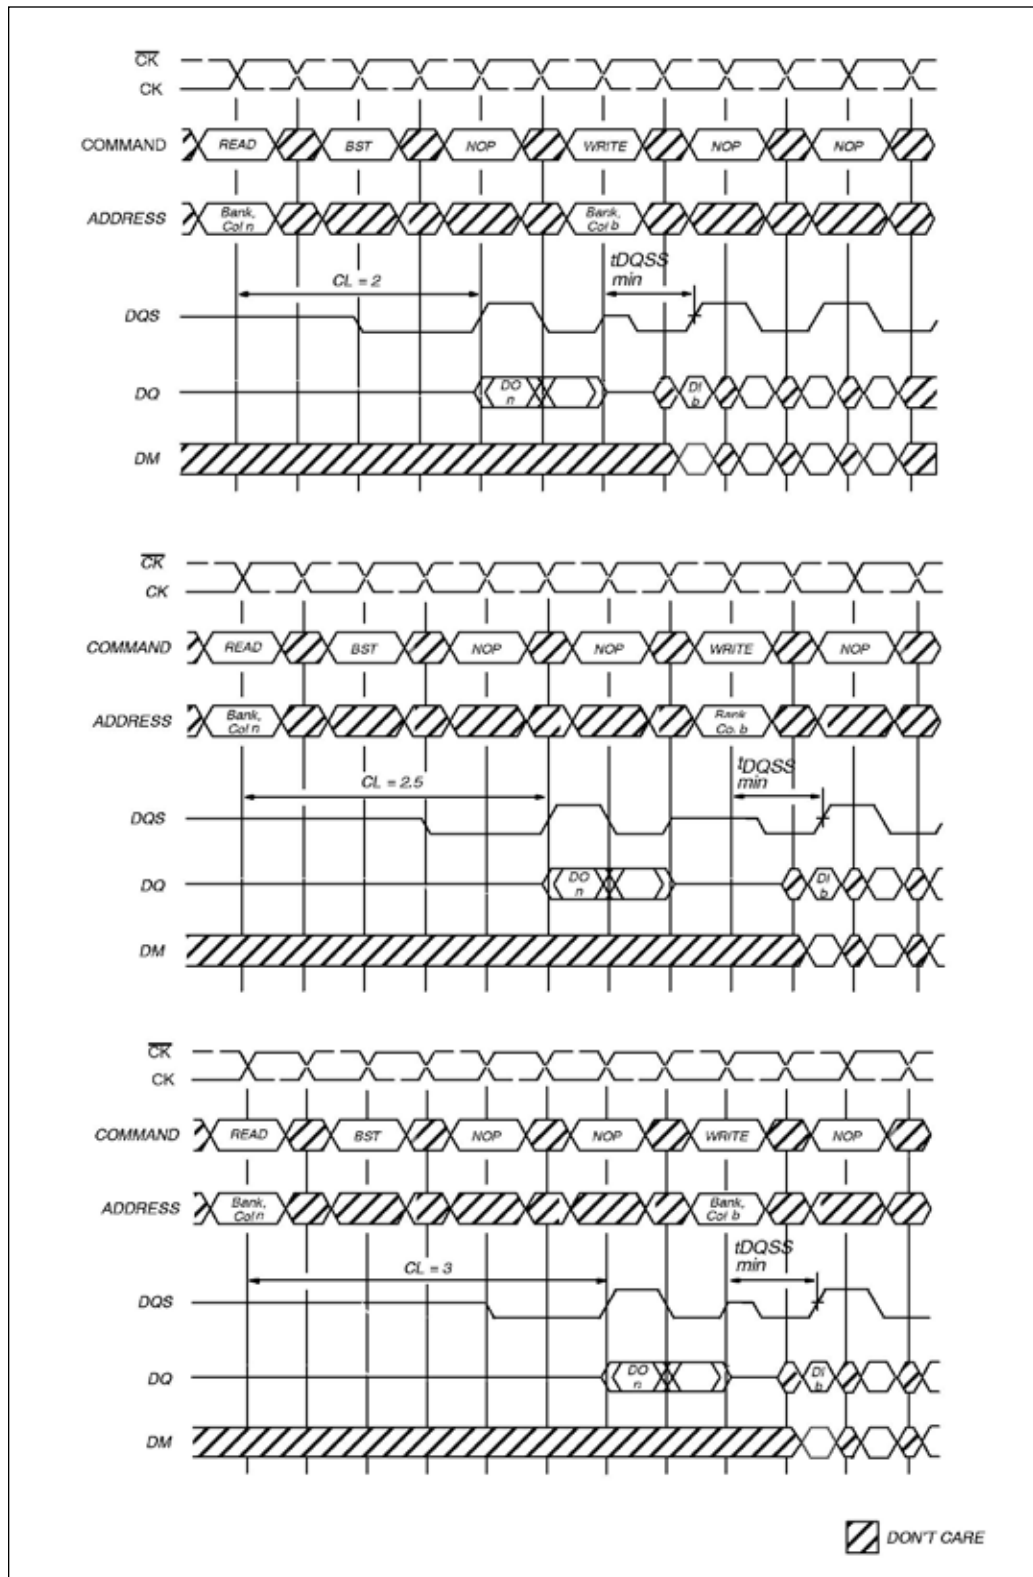 CK
CK
COMMAND READ BST NOP WRITE NOP NOP
ADDRESS Bank, Bank,
Col n Col b
tDQSS
CL = 2 min
DQS
DQ DO DI
n b
DM
CK
CK
COMMAND READ BST NOP NOP WRITE NOP
ADDRESS Bank, Bank
Col n Co. b
tDQSS
CL = 2.5 min
DQS
DQ DO DI
n b
DM
CK
CK
COMMAND READ BST NOP NOP WRITE NOP
ADDRESS Bank, Bank,
Col n Col b
tDQSS
CL = 3 min
DQS
DQ DO DI
n b
DM
DON'T CARE